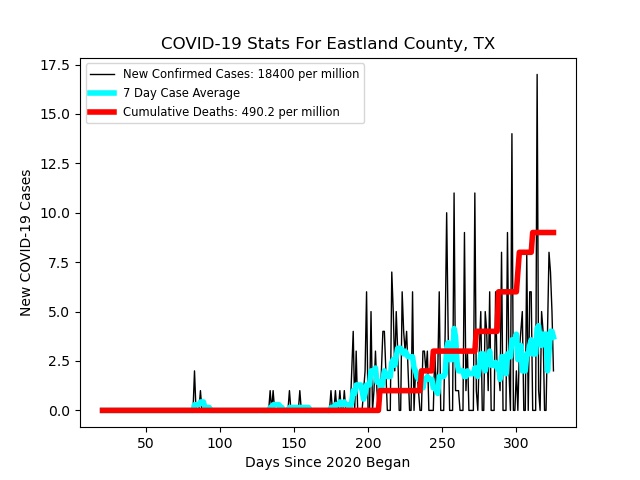 COVID-19 Stats For Eastland County, TX
New Confirmed Cases: 18400 per million
7 Day Case Average
Cumulative Deaths: 490.2 per million
New COVID-19 Cases
17.5
15.0
12.5
10.0
7.5
5.0
2.5
0.0
50 100 150 200 250 300
Days Since 2020 Began